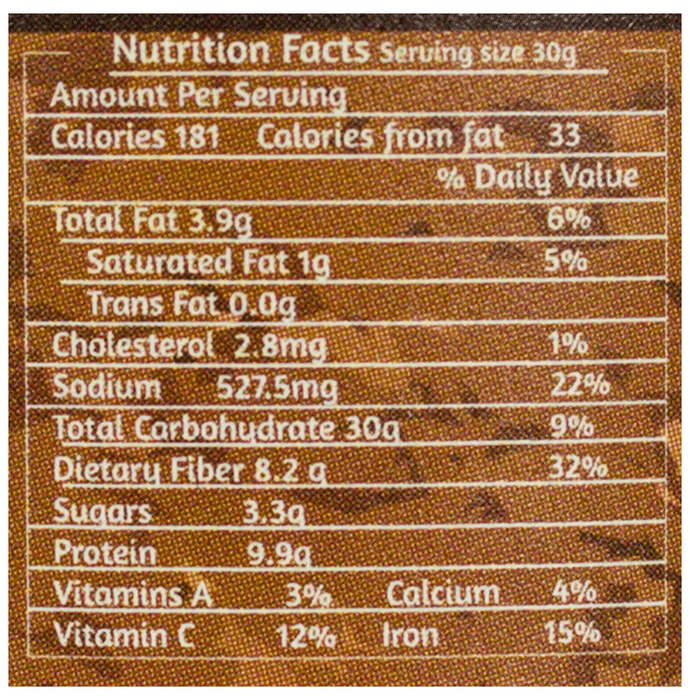 Nutrition Facts Serving size 30g
Amount Per Serving
Calories 181 Calories from fat 33
% Daily Value
Total Fat 3.9g 6%
Saturated Fat 1g 5%
Trans Fat 0.0g
Cholesterol 2.8mg 1%
Sodium 527.5mg 22%
Total Carbohydrate 30g 9%
Dietary Fiber 8.2 g 32%
Sugars 3.3g
Protein 9.9g
Vitamins A 3% Calcium 4%
Vitamin C 12% Iron 15%